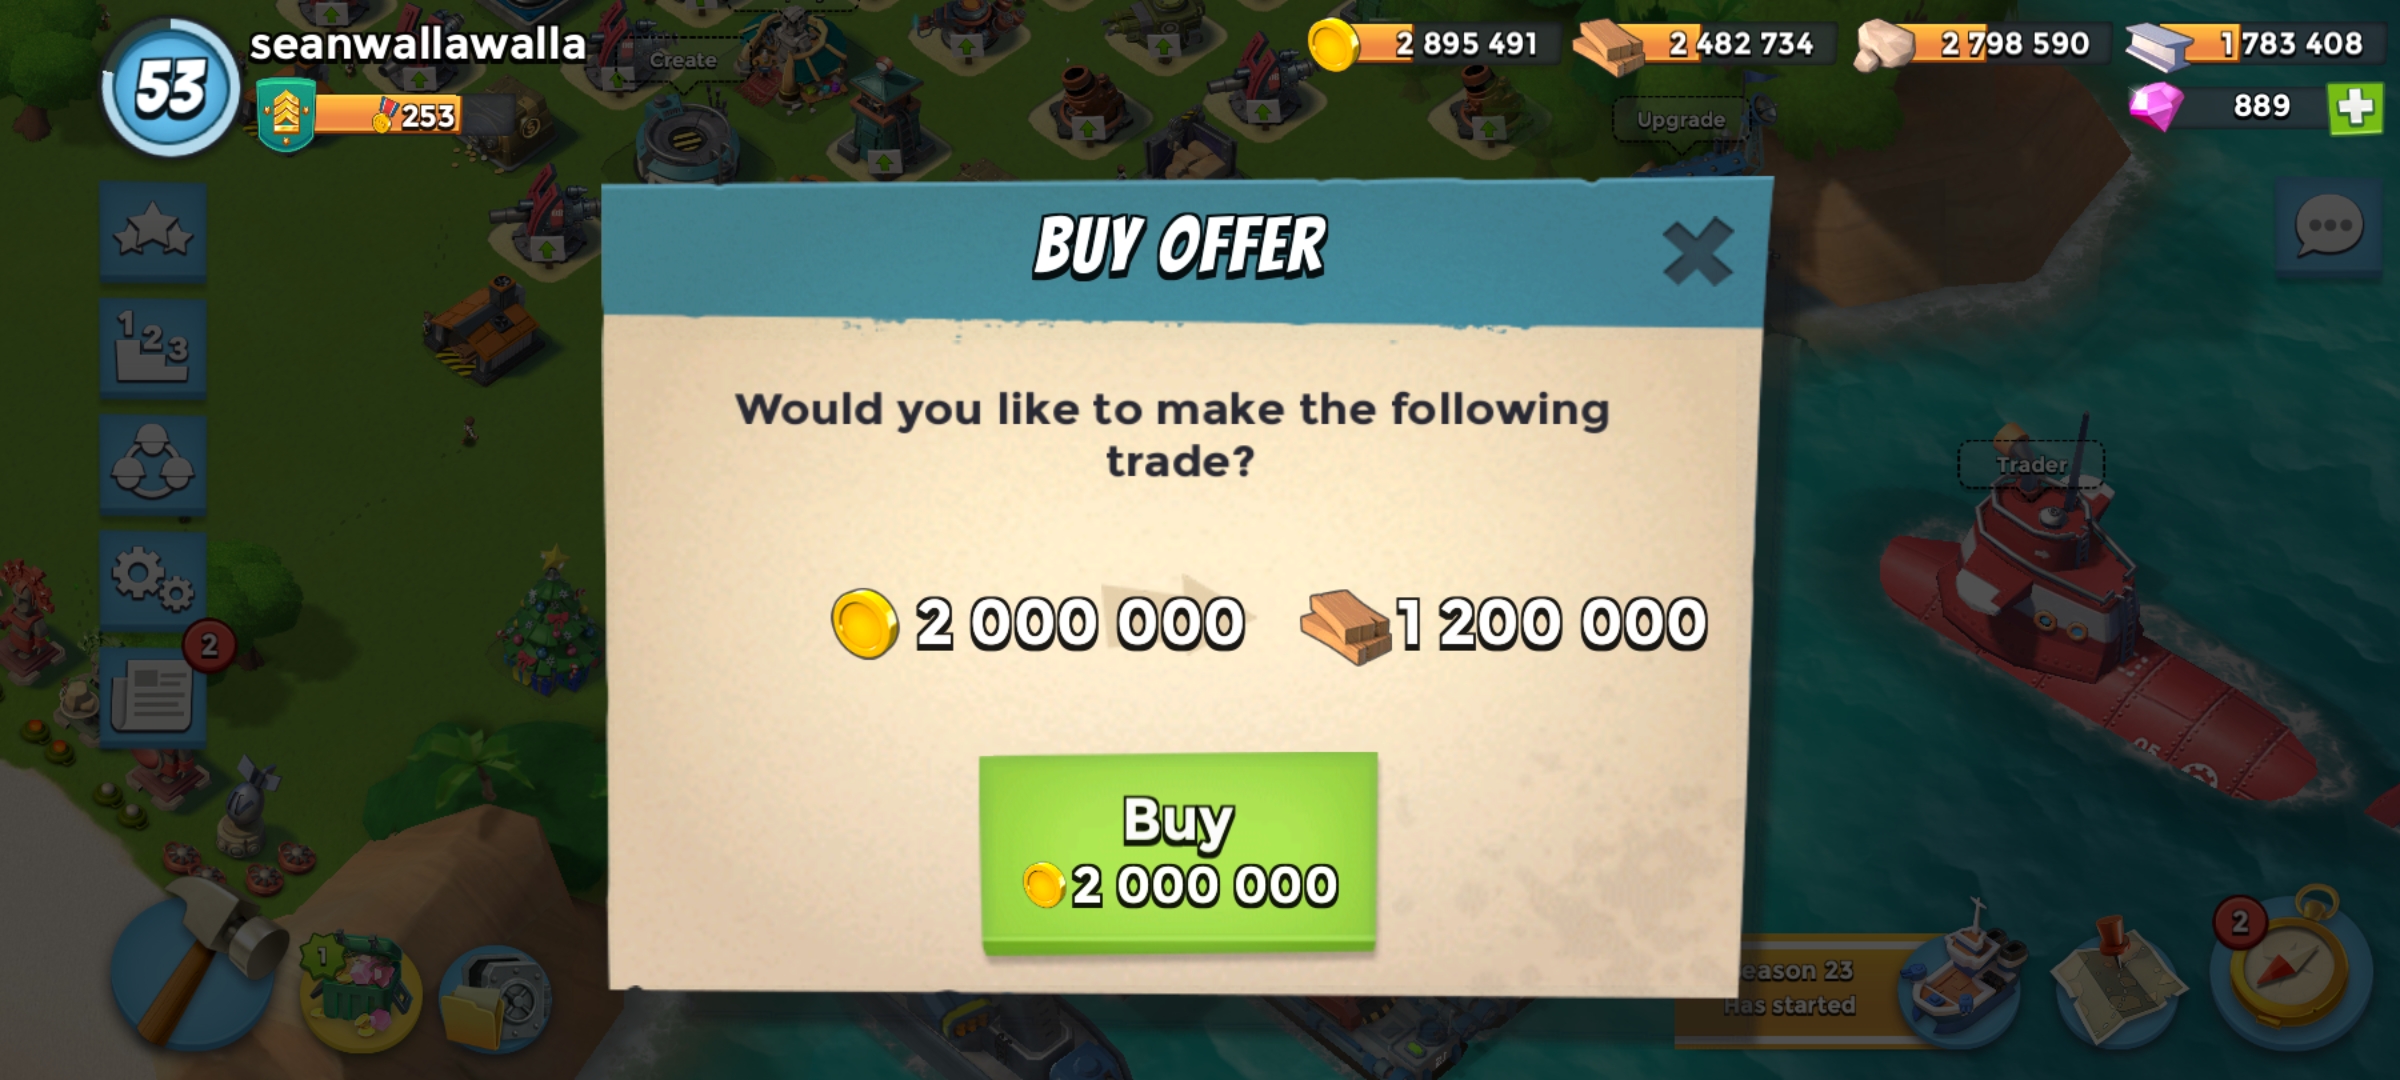 53
seanwallawalla
253
2 895 491
2 482 734
2 798 590
1 783 408
889
Create
Upgrade
BUY OFFER
Would you like to make the following
trade?
2 000 000
1 200 000
Buy
2 000 000
Trader
1 2 3
2
1
eason 23
Has started
2